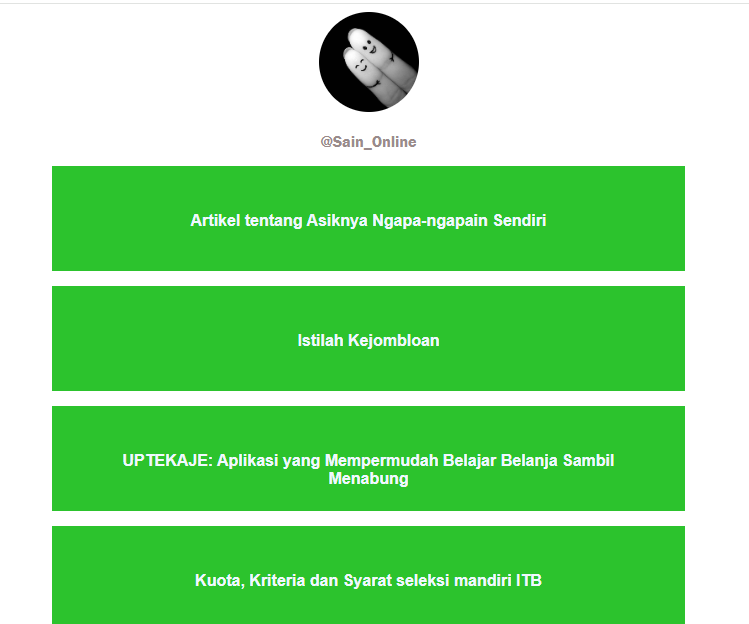 @Sain_Online
Artikel tentang Asiknya Ngapa-ngapain Sendiri
Istilah Kejombloan
UPTEKAJE: Aplikasi yang Mempermudah Belajar Belanja Sambil
Menabung
Kuota, Kriteria dan Syarat seleksi mandiri ITB